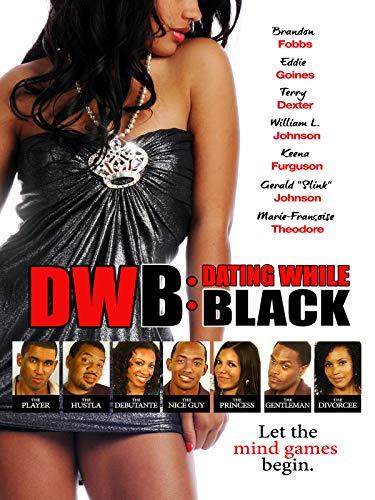 Brandon
Fobbs
Eddie
Goines
Terry
Dexter
William L.
Johnson
Keena
Furguson
Gerald "Slink"
Johnson
Marie-Françoise
Theodore
DWB: DATING WHILE
BLACK
THE PLAYER
THE HUSTLA
THE DEBUTANTE
THE NICE GUY
THE PRINCESS
THE GENTLEMAN
THE DIVORCEE
Let the
mind games
begin.